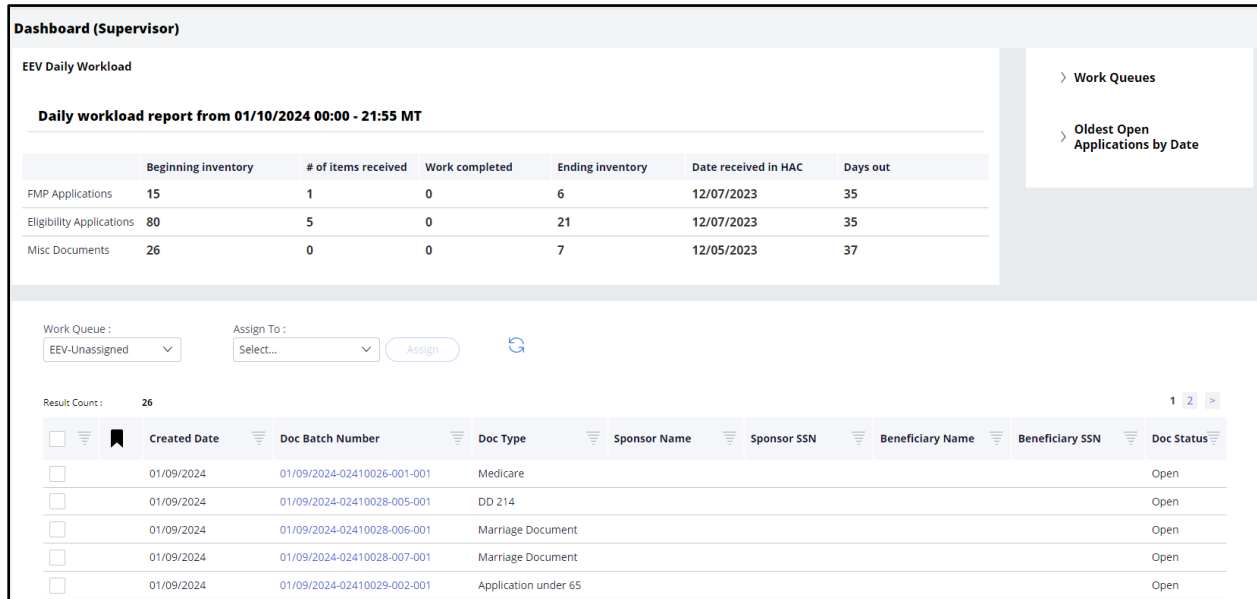 Dashboard (Supervisor)
EEV Daily Workload
Daily workload report from 01/10/2024 00:00 - 21:55 MT
Beginning inventory # of items received Work completed Ending inventory Date received in HAC Days out
FMP Applications 15 1 0 6 12/07/2023 35
Eligibility Applications 80 5 0 21 12/07/2023 35
Misc Documents 26 0 0 7 12/05/2023 37
Work Queues
Oldest Open
Applications by Date
Work Queue : Assign To :
EEV-Unassigned Select... Assign
Result Count : 26 1 2 >
Created Date Doc Batch Number Doc Type Sponsor Name Sponsor SSN Beneficiary Name Beneficiary SSN Doc Status
01/09/2024 01/09/2024-02410026-001-001 Medicare Open
01/09/2024 01/09/2024-02410028-005-001 DD 214 Open
01/09/2024 01/09/2024-02410028-006-001 Marriage Document Open
01/09/2024 01/09/2024-02410028-007-001 Marriage Document Open
01/09/2024 01/09/2024-02410029-002-001 Application under 65 Open